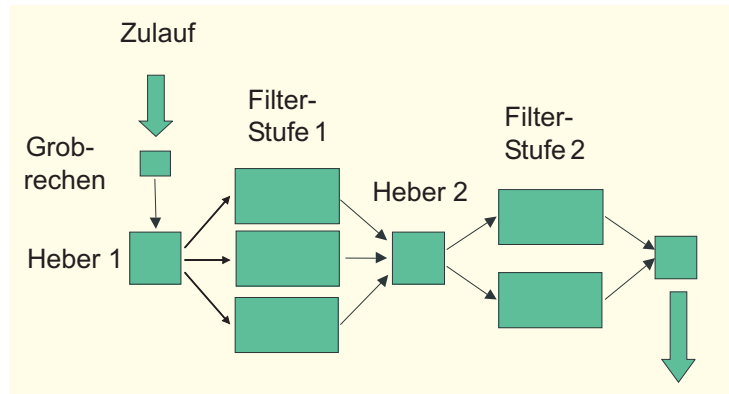 Zulauf
Filter-
Stufe 1
Filter-
Stufe 2
Grob-
rechen
Heber 2
Heber 1